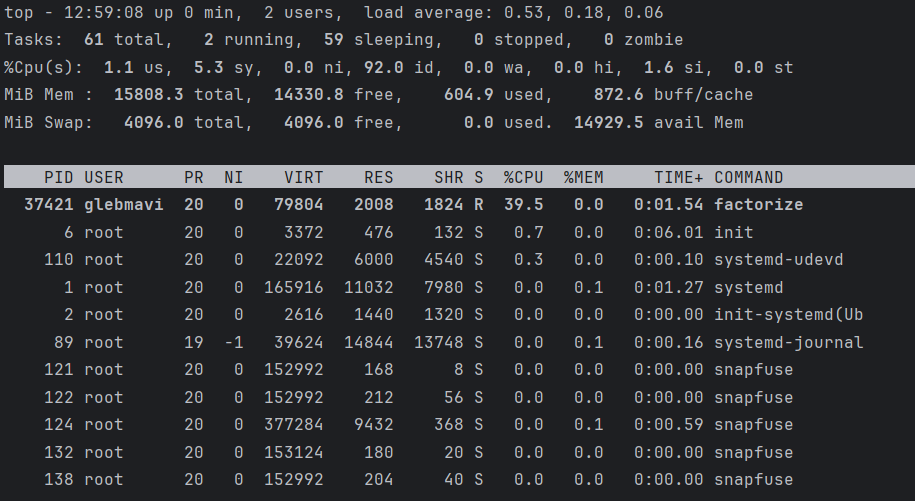 top - 12:59:08 up 0 min,  2 users,  load average: 0.53, 0.18, 0.06
Tasks:  61 total,   2 running,  59 sleeping,   0 stopped,   0 zombie
%Cpu(s):  1.1 us,  5.3 sy,  0.0 ni, 92.0 id,  0.0 wa,  0.0 hi,  1.6 si,  0.0 st
MiB Mem :  15808.3 total,  14330.8 free,    604.9 used,    872.6 buff/cache
MiB Swap:   4096.0 total,   4096.0 free,      0.0 used.  14929.5 avail Mem
    PID USER      PR  NI    VIRT    RES    SHR S  %CPU  %MEM     TIME+ COMMAND
  37421 glebmavi  20   0   79804   2008   1824 R  39.5   0.0   0:01.54 factorize
      6 root      20   0    3372    476    132 S   0.7   0.0   0:06.01 init
    110 root      20   0   22092   6000   4540 S   0.3   0.0   0:00.10 systemd-udevd
      1 root      20   0  165916  11032   7980 S   0.0   0.1   0:01.27 systemd
      2 root      20   0    2616   1440   1320 S   0.0   0.0   0:00.00 init-systemd(Ub
     89 root      19  -1   39624  14844  13748 S   0.0   0.1   0:00.16 systemd-journal
    121 root      20   0  152992    168      8 S   0.0   0.0   0:00.00 snapfuse
    122 root      20   0  152992    212     56 S   0.0   0.0   0:00.00 snapfuse
    124 root      20   0  377284   9432    368 S   0.0   0.1   0:00.59 snapfuse
    132 root      20   0  153124    180     20 S   0.0   0.0   0:00.00 snapfuse
    138 root      20   0  152992    204     40 S   0.0   0.0   0:00.00 snapfuse